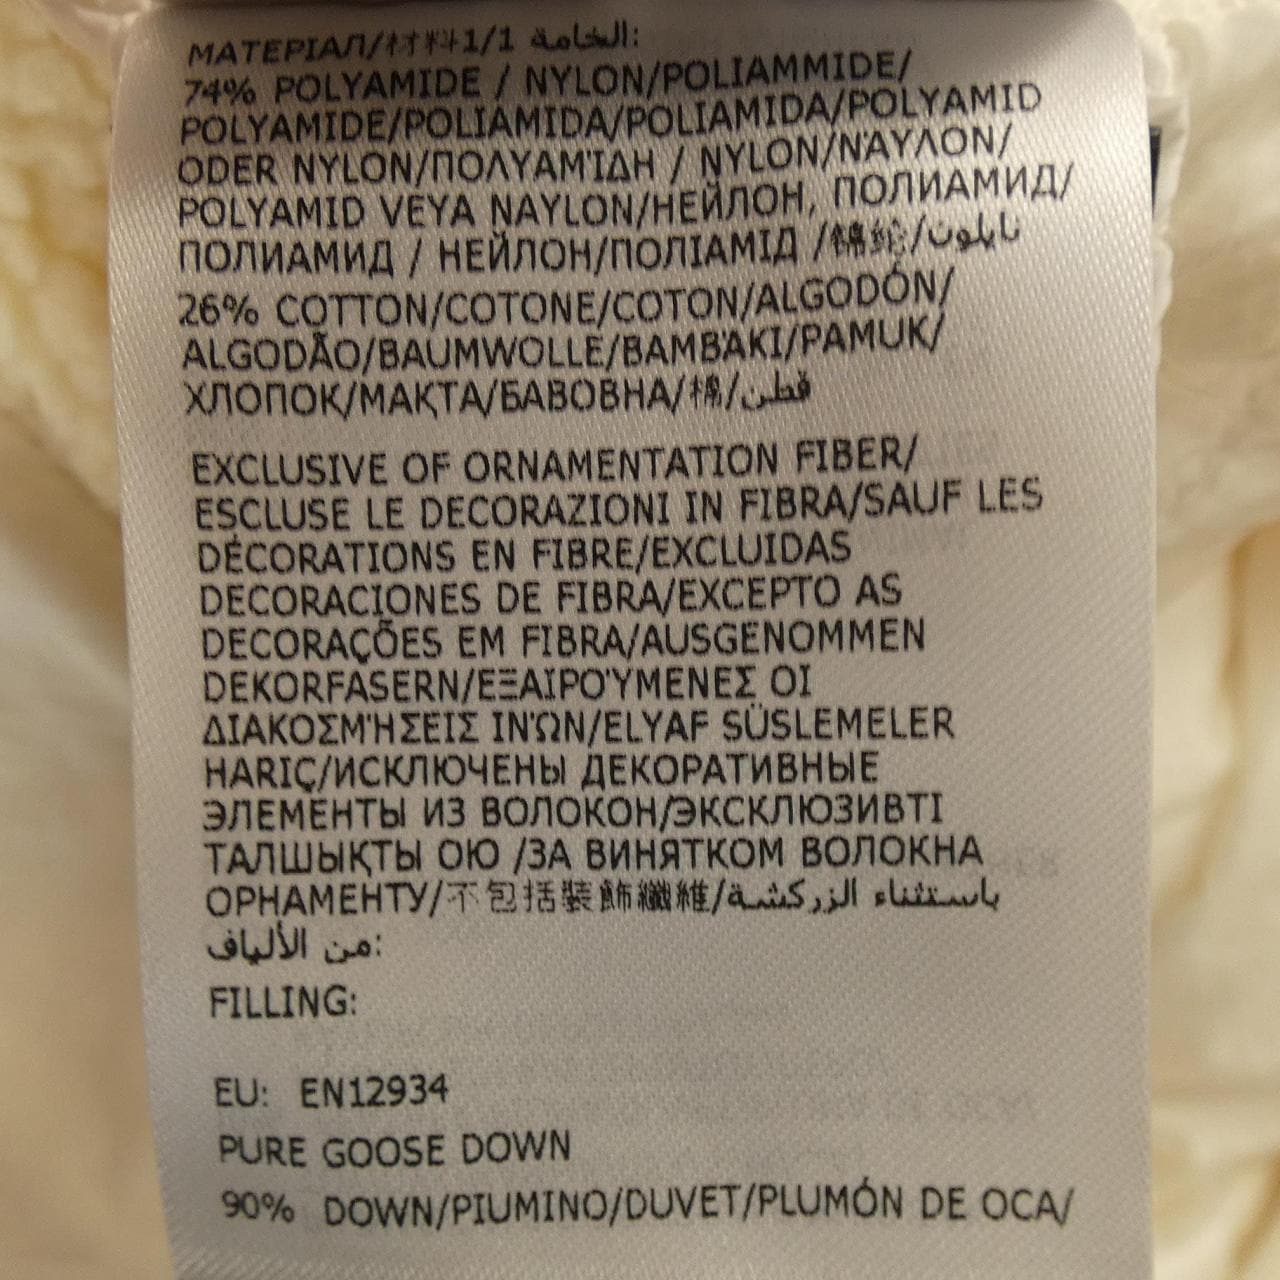 МАТЕРІАЛ/材料1/1 الخامة:
74% POLYAMIDE / NYLON/POLIAMMIDE/
POLYAMIDE/POLIAMIDA/POLIAMIDA/POLYAMID
ODER NYLON/ΠΟΛΥΑΜΊΔΗ / NYLON/ΝΆΥΛΟΝ/
POLYAMID VEYA NAYLON/НЕЙЛОН, ПОЛИАМИД/
ПОЛИАМИД / НЕЙЛОН/ПОЛІАМІД /錦綸/نايلون
26% COTTON/COTONE/COTON/ALGODÓN/
ALGODÃO/BAUMWOLLE/ΒΑΜΒΆΚΙ/PAMUK/
ХЛОПОК/МАҚТА/БАВОВНА/棉/قطن
EXCLUSIVE OF ORNAMENTATION FIBER/
ESCLUSE LE DECORAZIONI IN FIBRA/SAUF LES
DÉCORATIONS EN FIBRE/EXCLUIDAS
DECORACIONES DE FIBRA/EXCEPTO AS
DECORAÇÕES EM FIBRA/AUSGENOMMEN
DEKORFASERN/ΕΞΑΙΡΟΎΜΕΝΕΣ ΟΙ
ΔΙΑΚΟΣΜΉΣΕΙΣ ΙΝΏΝ/ELYAF SÜSLEMELER
HARIÇ/ИСКЛЮЧЕНЫ ДЕКОРАТИВНЫЕ
ЭЛЕМЕНТЫ ИЗ ВОЛОКОН/ЭКСКЛЮЗИВТІ
ТАЛШЫҚТЫ ОЮ /ЗА ВИНЯТКОМ ВОЛОКНА
ОРНАМЕНТУ/不包括裝飾纖維/باستثناء الزركشة
من الألياف:
FILLING:
EU: EN12934
PURE GOOSE DOWN
90% DOWN/PIUMINO/DUVET/PLUMÓN DE OCA/